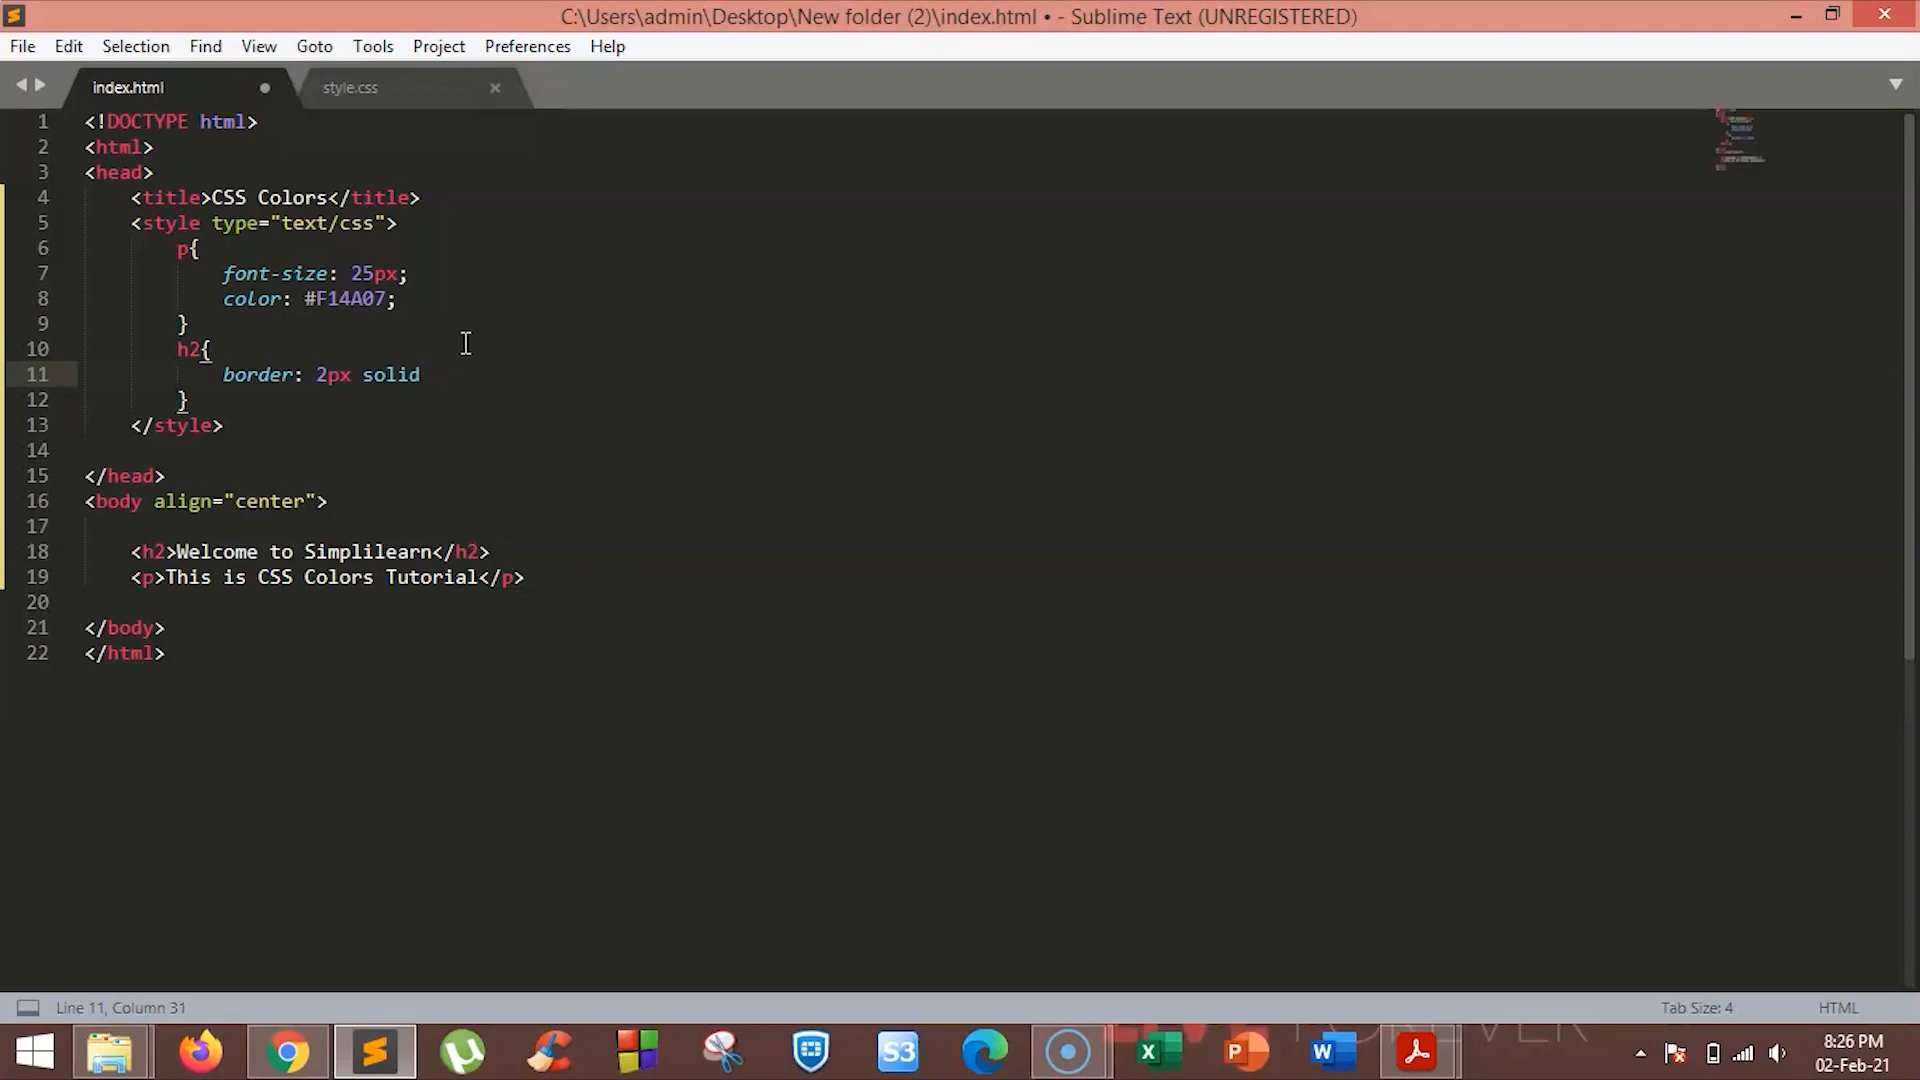 C:\Users\admin\Desktop\New folder (2)\index.html • - Sublime Text (UNREGISTERED)
File Edit Selection Find View Goto Tools Project Preferences Help
index.html style.css
1 <!DOCTYPE html>
2 <html>
3 <head>
4 <title>CSS Colors</title>
5 <style type="text/css">
6 p{
7 font-size: 25px;
8 color: #F14A07;
9 }
10 h2{
11 border: 2px solid
12 }
13 </style>
14
15 </head>
16 <body align="center">
17
18 <h2>Welcome to Simplilearn</h2>
19 <p>This is CSS Colors Tutorial</p>
20
21 </body>
22 </html>
Line 11, Column 31 Tab Size: 4 HTML
S3 FOREVER 8:26 PM
02-Feb-21